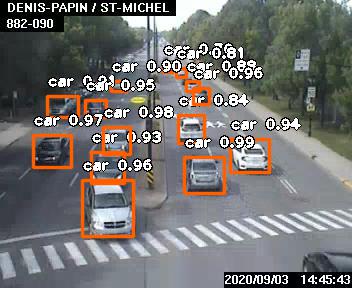 DENIS-PAPIN / ST-MICHEL
882-090
car 0.81
car 0.90
car 0.96
car 0.95
car 0.84
car 0.98
car 0.97
car 0.93
car 0.94
car 0.99
car 0.96
2020/09/03 14:45:43